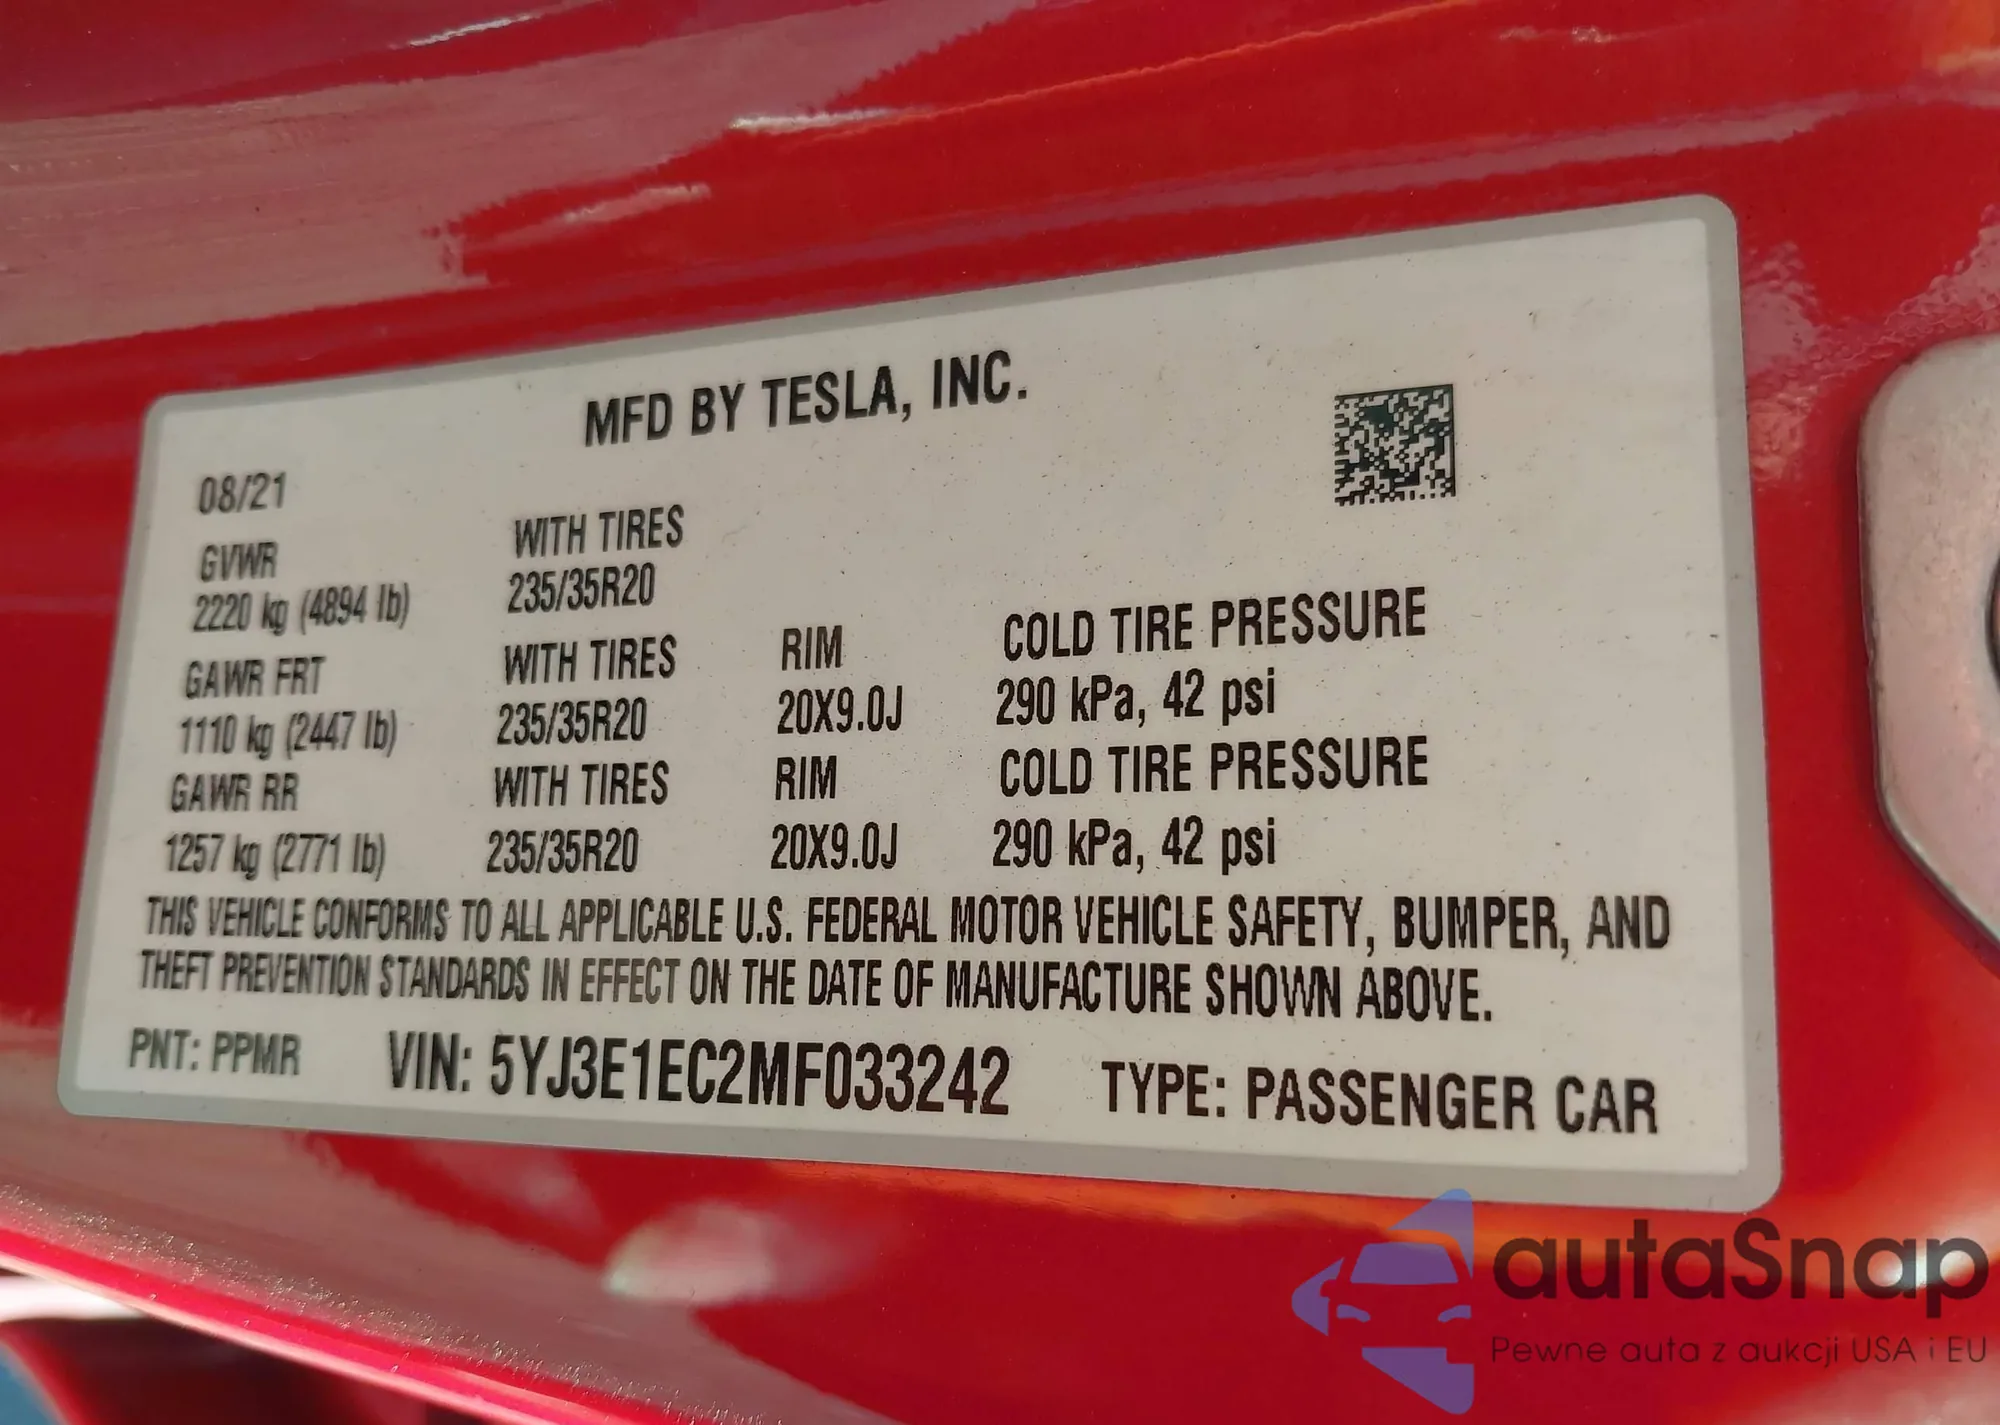 MFD BY TESLA, INC.
08/21
GVWR WITH TIRES
2220 kg (4894 lb) 235/35R20
GAWR FRT WITH TIRES RIM COLD TIRE PRESSURE
1110 kg (2447 lb) 235/35R20 20X9.0J 290 kPa, 42 psi
GAWR RR WITH TIRES RIM COLD TIRE PRESSURE
1257 kg (2771 lb) 235/35R20 20X9.0J 290 kPa, 42 psi
THIS VEHICLE CONFORMS TO ALL APPLICABLE U.S. FEDERAL MOTOR VEHICLE SAFETY, BUMPER, AND
THEFT PREVENTION STANDARDS IN EFFECT ON THE DATE OF MANUFACTURE SHOWN ABOVE.
PNT: PPMR VIN: 5YJ3E1EC2MF033242 TYPE: PASSENGER CAR
autaSnap
Pewne auta z aukcji USA i EU